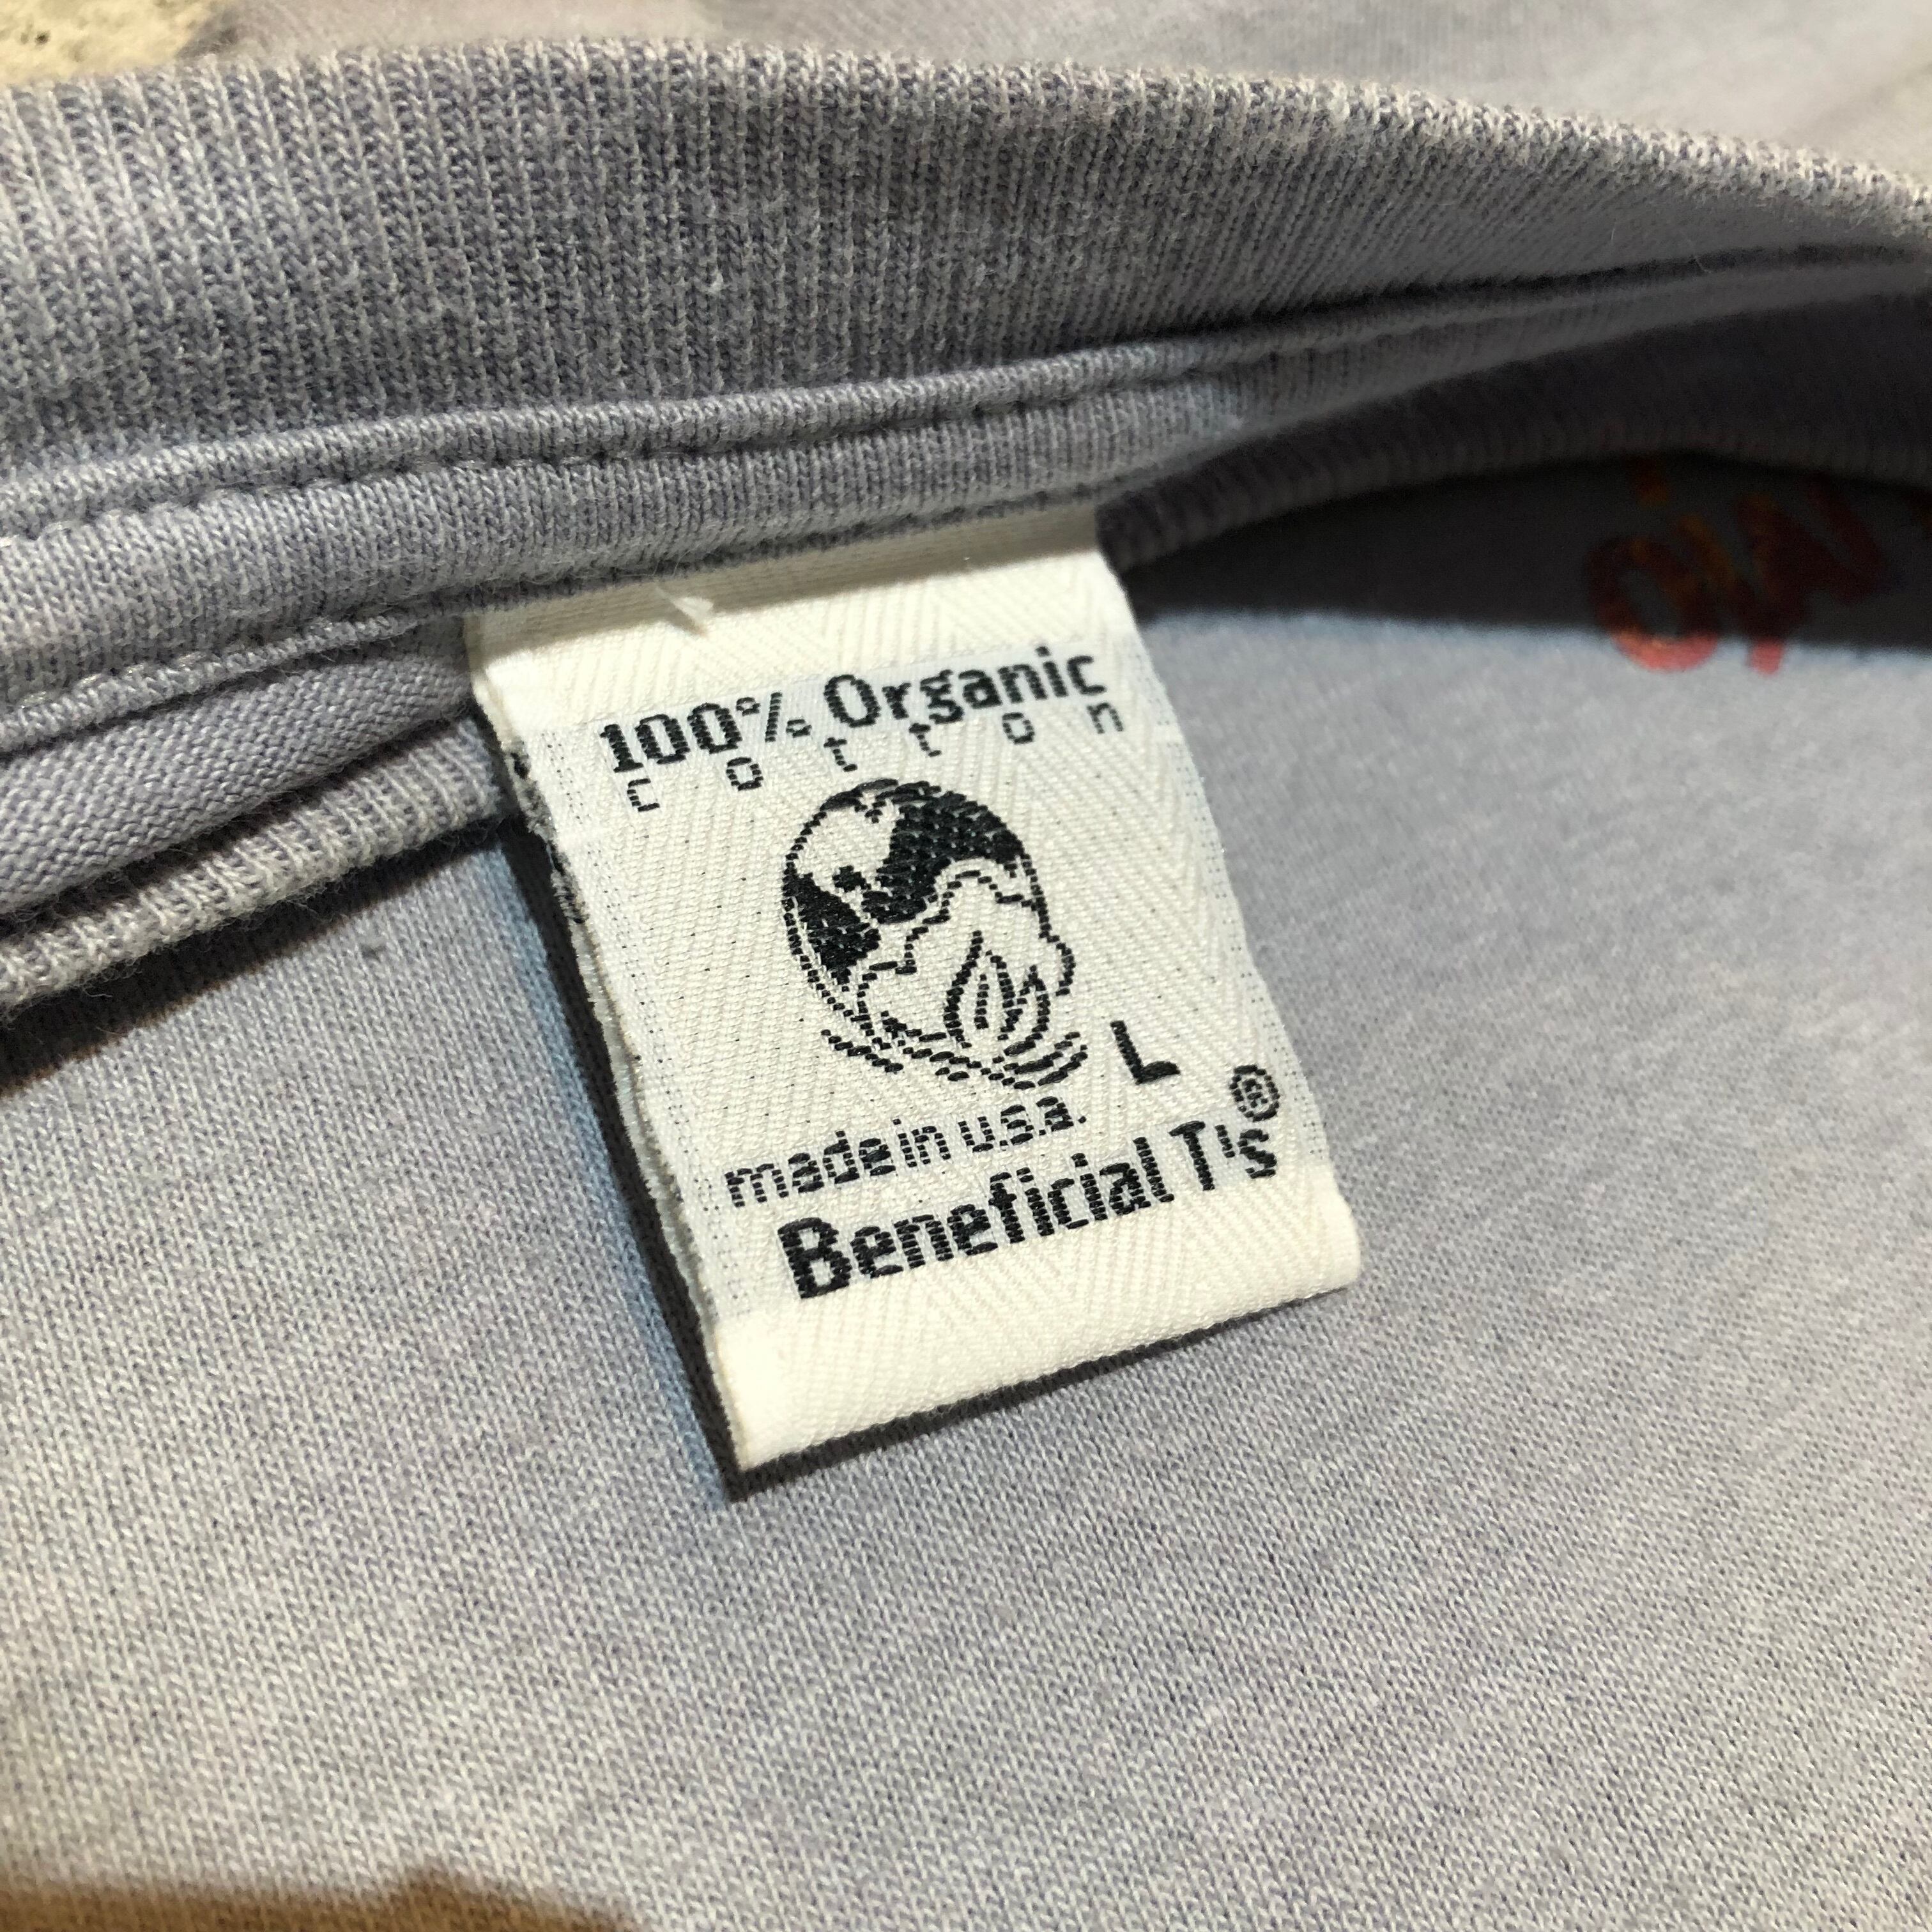 100% Organic
cotton
L
made in u.s.a.
Beneficial T's®